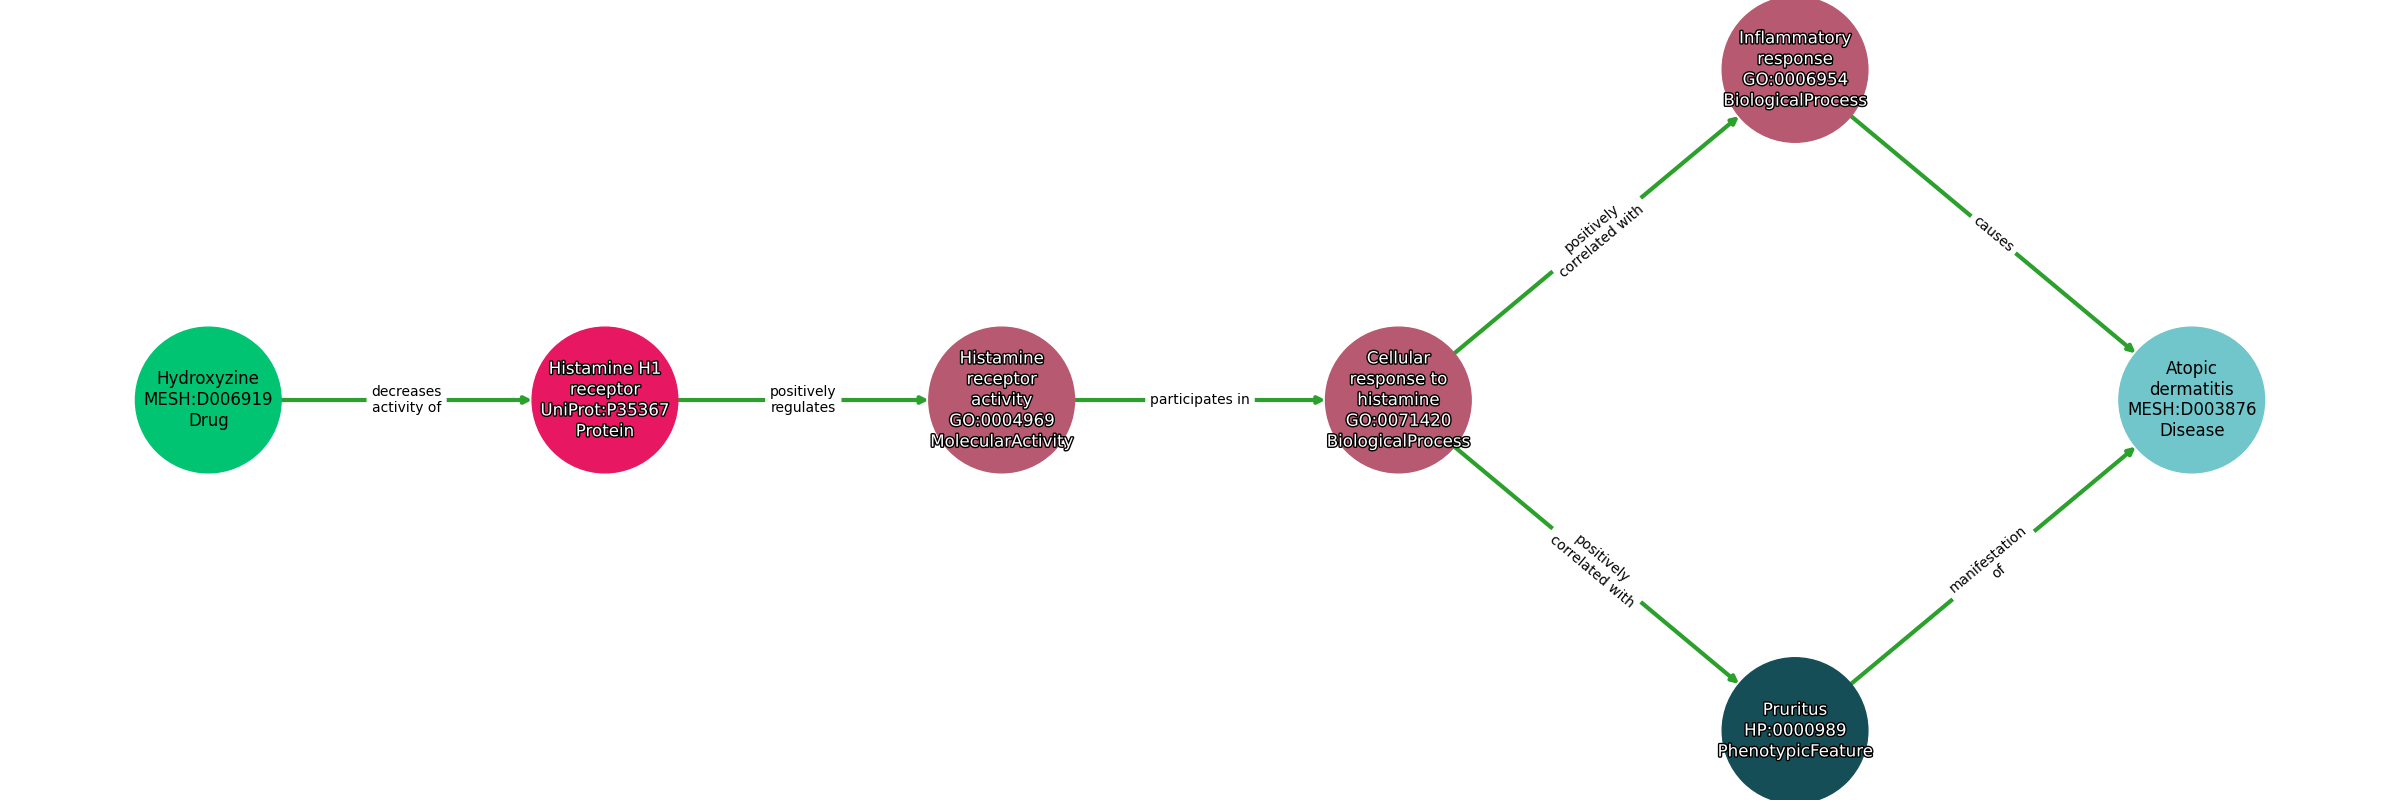 Hydroxyzine
MESH:D006919
Drug
decreases
activity of
Histamine H1
receptor
UniProt:P35367
Protein
positively
regulates
Histamine
receptor
activity
GO:0004969
MolecularActivity
participates in
Cellular
response to
histamine
GO:0071420
BiologicalProcess
positively
correlated with
Inflammatory
response
GO:0006954
BiologicalProcess
causes
positively
correlated with
Pruritus
HP:0000989
PhenotypicFeature
manifestation
of
Atopic
dermatitis
MESH:D003876
Disease